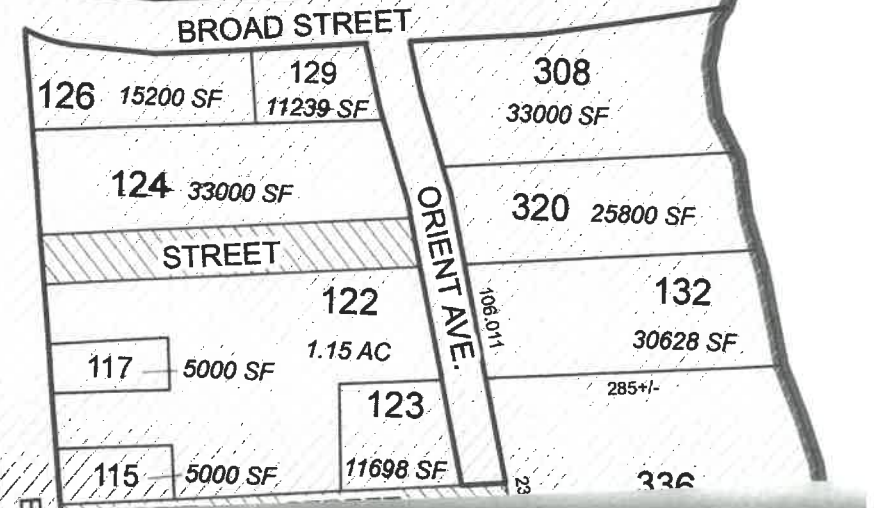 BROAD STREET
126 15200 SF
129
11239 SF
308
33000 SF
124 33000 SF
320 25800 SF
STREET
ORIENT AVE.
122
1.15 AC
106.011
132
30628 SF
117 5000 SF
285+/-
123
11698 SF
115 5000 SF
336
23